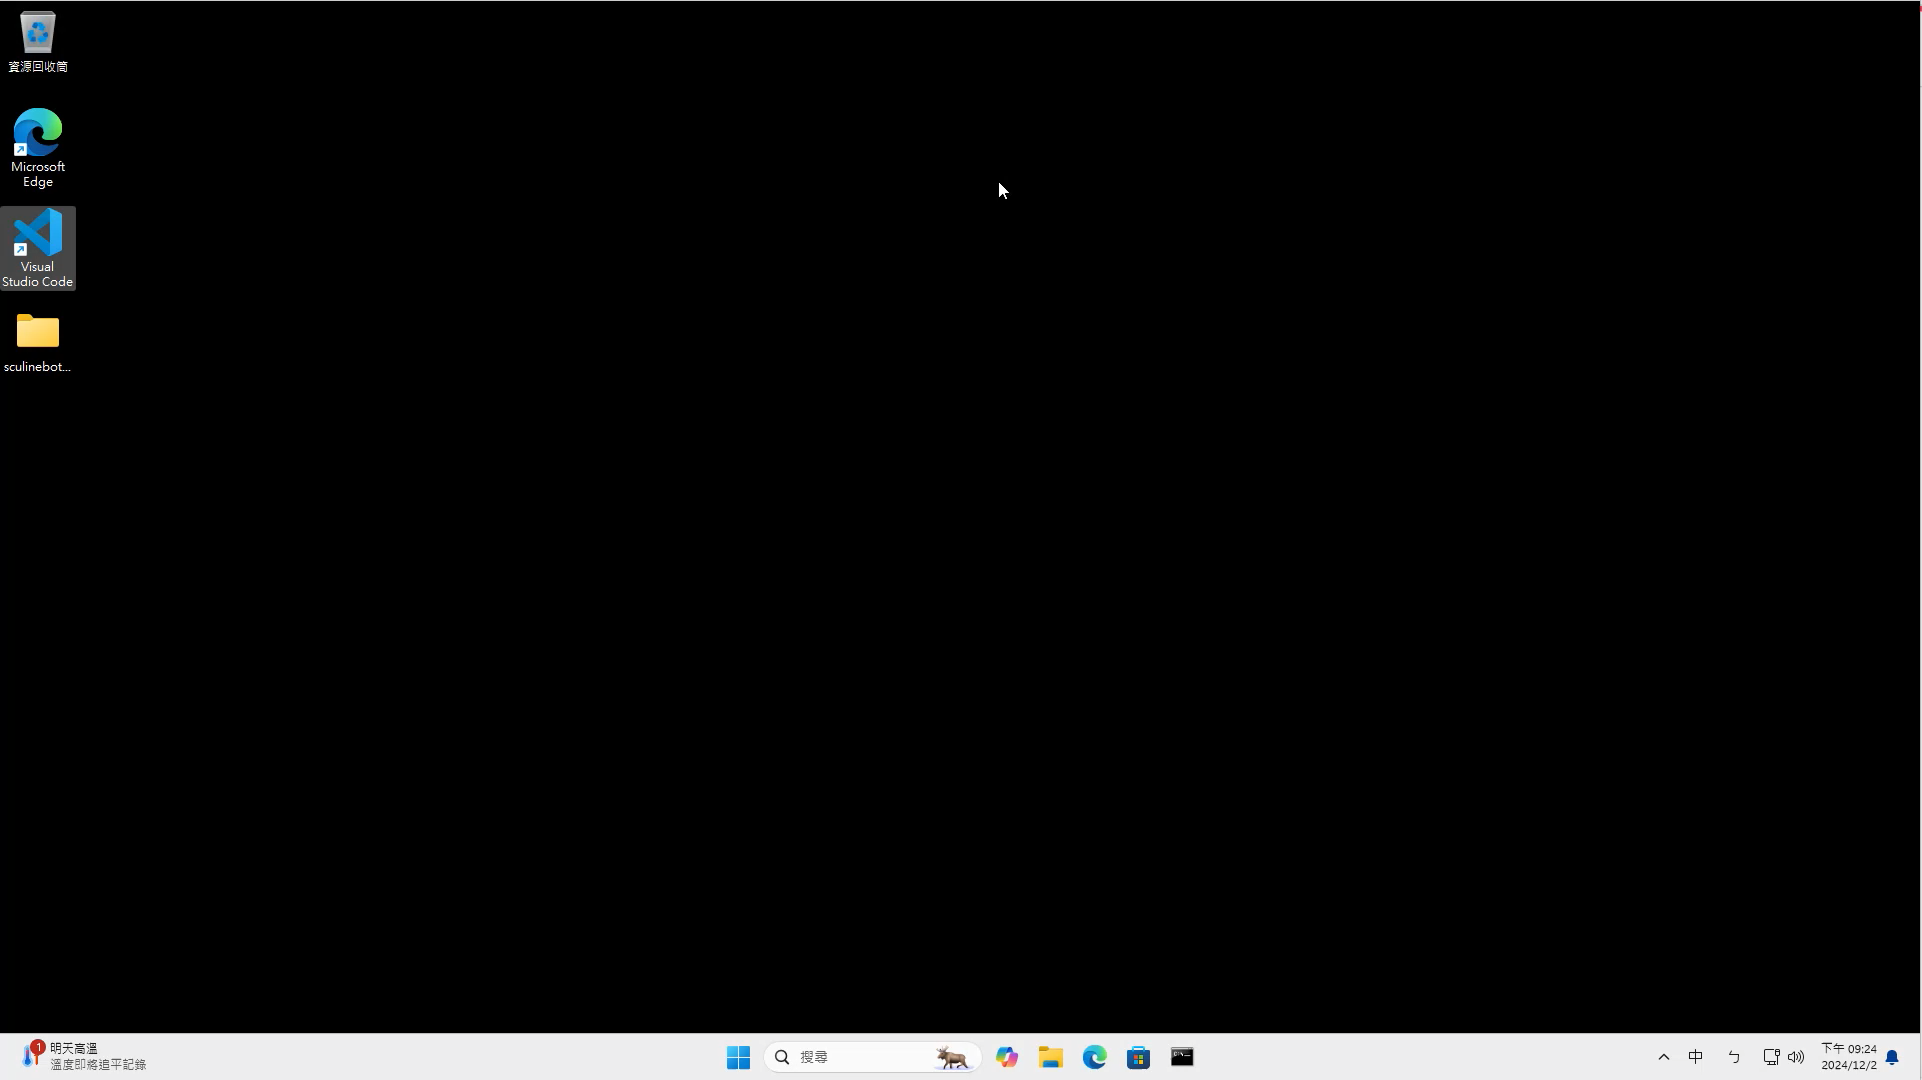 資源回收筒
Microsoft
Edge
Visual
Studio Code
sculinebot...
1
明天高溫
溫度即將追平記錄
搜尋
中
ㄅ
下午 09:24
2024/12/2